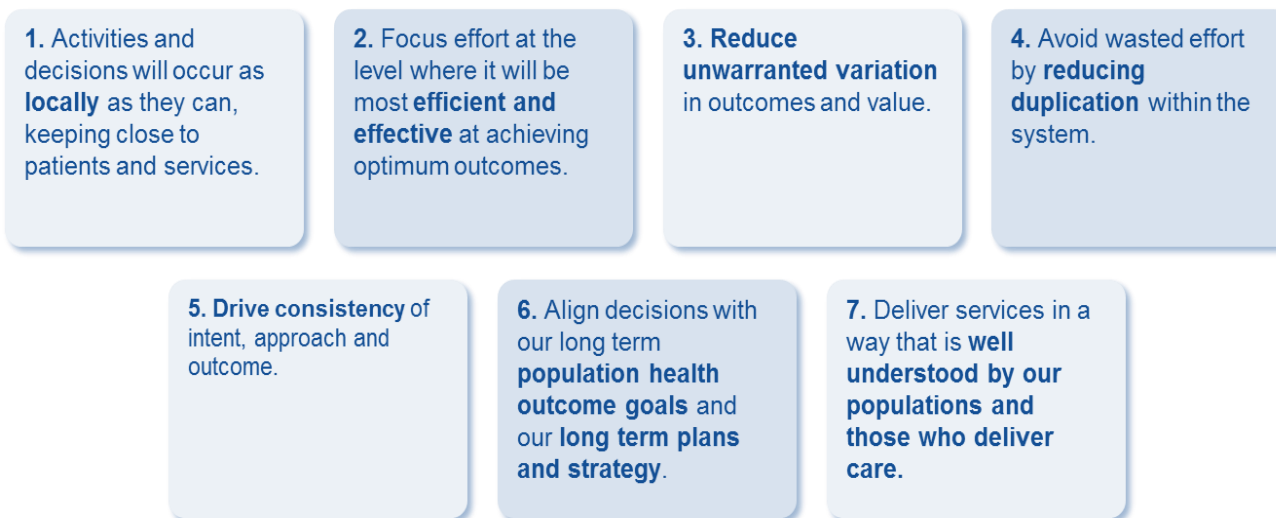 1. Activities and
decisions will occur as
locally as they can,
keeping close to
patients and services.
2. Focus effort at the
level where it will be
most efficient and
effective at achieving
optimum outcomes.
3. Reduce
unwarranted variation
in outcomes and value.
4. Avoid wasted effort
by reducing
duplication within the
system.
5. Drive consistency of
intent, approach and
outcome.
6. Align decisions with
our long term
population health
outcome goals and
our long term plans
and strategy.
7. Deliver services in a
way that is well
understood by our
populations and
those who deliver
care.